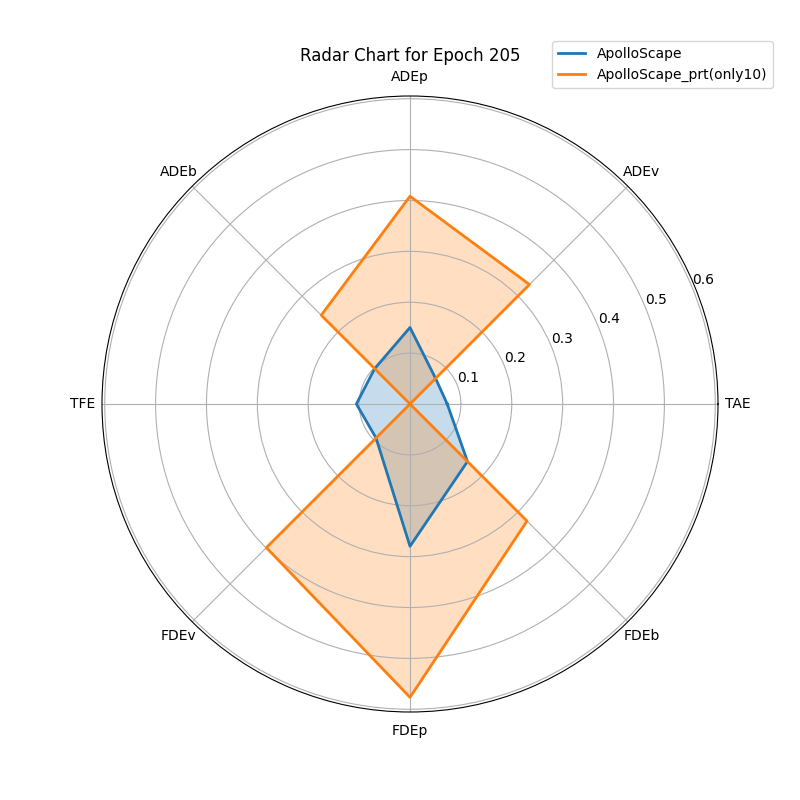 Radar Chart for Epoch 205
ApolloScape
ApolloScape_prt(only10)
ADEp
ADEb
ADEv
0.6
0.5
0.4
0.3
0.2
0.1
TFE
TAE
FDEv
FDEb
FDEp